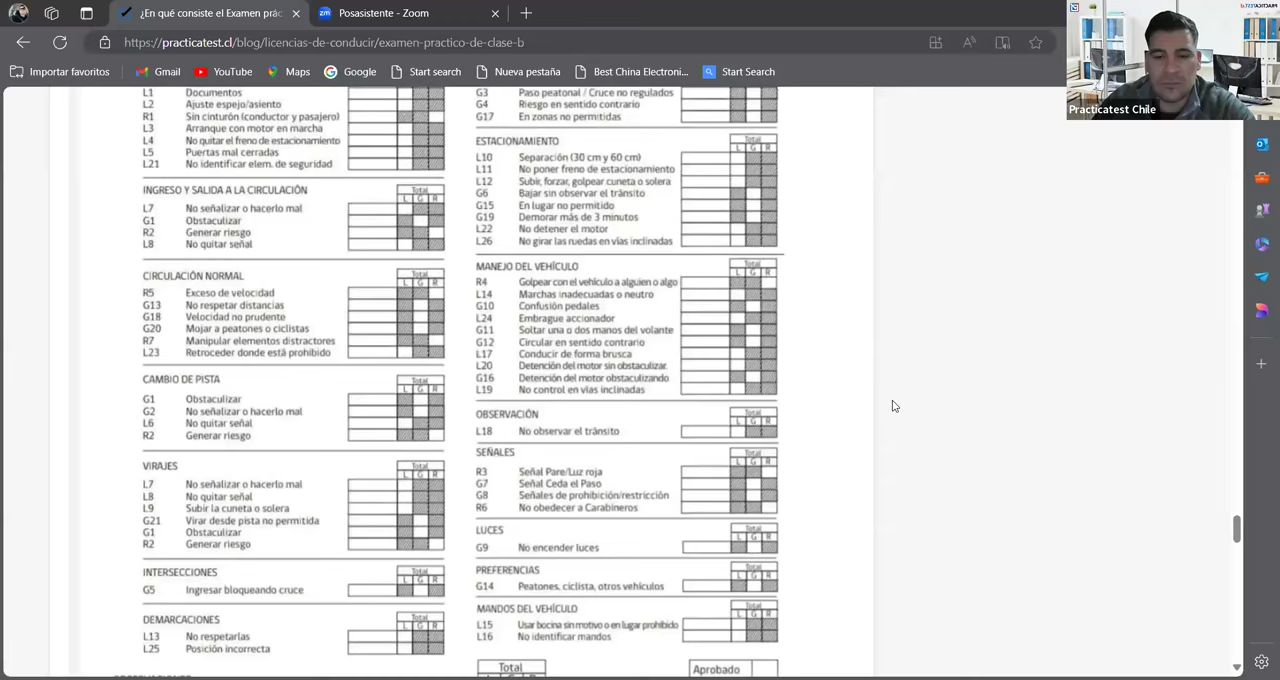 ¿En qué consiste el Examen prác
Posasistente - Zoom
https://practicatest.cl/blog/licencias-de-conducir/examen-practico-de-clase-b
Importar favoritos
Gmail
YouTube
Maps
Google
Start search
Nueva pestaña
Best China Electroni...
Start Search
PRACTICATEST.cl
Practicatest Chile
L1 Documentos
L2 Ajuste espejo/asiento
R1 Sin cinturón (conductor y pasajero)
L3 Arranque con motor en marcha
L4 No quitar el freno de estacionamiento
L5 Puertas mal cerradas
L21 No identificar elem. de seguridad
INGRESO Y SALIDA A LA CIRCULACIÓN
Total
L G R
L7 No señalizar o hacerlo mal
G1 Obstaculizar
R2 Generar riesgo
L8 No quitar señal
CIRCULACIÓN NORMAL
Total
L G R
R5 Exceso de velocidad
G13 No respetar distancias
G18 Velocidad no prudente
G20 Mojar a peatones o ciclistas
R7 Manipular elementos distractores
L23 Retroceder donde está prohibido
CAMBIO DE PISTA
Total
L G R
G1 Obstaculizar
G2 No señalizar o hacerlo mal
L6 No quitar señal
R2 Generar riesgo
VIRAJES
Total
L G R
L7 No señalizar o hacerlo mal
L8 No quitar señal
L9 Subir la cuneta o solera
G21 Virar desde pista no permitida
G1 Obstaculizar
R2 Generar riesgo
INTERSECCIONES
Total
L G R
G5 Ingresar bloqueando cruce
DEMARCACIONES
Total
L G R
L13 No respetarlas
L25 Posición incorrecta
G3 Paso peatonal / Cruce no regulados
G4 Riesgo en sentido contrario
G17 En zonas no permitidas
ESTACIONAMIENTO
Total
L G R
L10 Separación (30 cm y 60 cm)
L11 No poner freno de estacionamiento
L12 Subir, forzar, golpear cuneta o solera
G6 Bajar sin observar el tránsito
G15 En lugar no permitido
G19 Demorar más de 3 minutos
L22 No detener el motor
L26 No girar las ruedas en vías inclinadas
MANEJO DEL VEHÍCULO
Total
L G R
R4 Golpear con el vehículo a alguien o algo
L14 Marchas inadecuadas o neutro
G10 Confusión pedales
L24 Embrague accionador
G11 Soltar una o dos manos del volante
G12 Circular en sentido contrario
L17 Conducir de forma brusca
L20 Detención del motor sin obstaculizar.
G16 Detención del motor obstaculizando
L19 No control en vías inclinadas
OBSERVACIÓN
Total
L G R
L18 No observar el tránsito
SEÑALES
Total
L G R
R3 Señal Pare/Luz roja
G7 Señal Ceda el Paso
G8 Señales de prohibición/restricción
R6 No obedecer a Carabineros
LUCES
Total
L G R
G9 No encender luces
PREFERENCIAS
Total
L G R
G14 Peatones, ciclista, otros vehículos
MANDOS DEL VEHÍCULO
Total
L G R
L15 Usar bocina sin motivo o en lugar prohibido
L16 No identificar mandos
Total
Aprobado